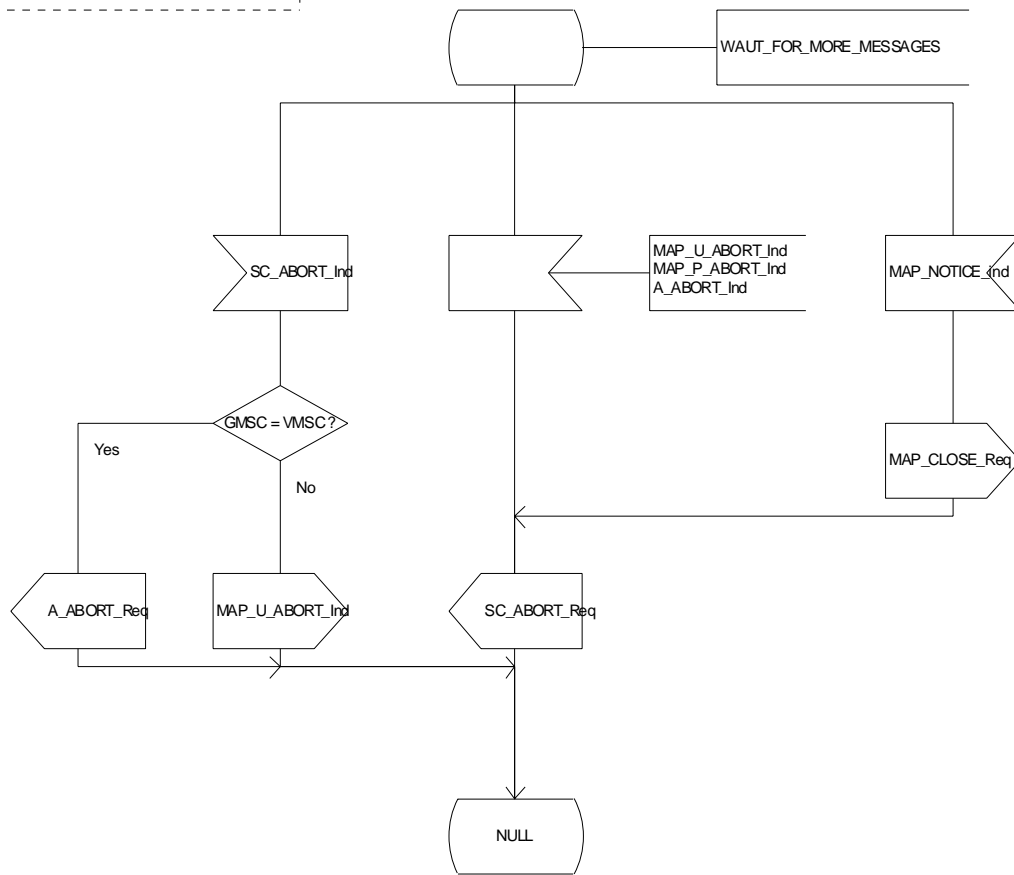 WAUT_FOR_MORE_MESSAGES
SC_ABORT_Ind
MAP_U_ABORT_Ind
MAP_P_ABORT_Ind
A_ABORT_Ind
MAP_NOTICE_Ind
GMSC = VMSC?
Yes
No
MAP_CLOSE_Req
A_ABORT_Req
MAP_U_ABORT_Ind
SC_ABORT_Req
NULL